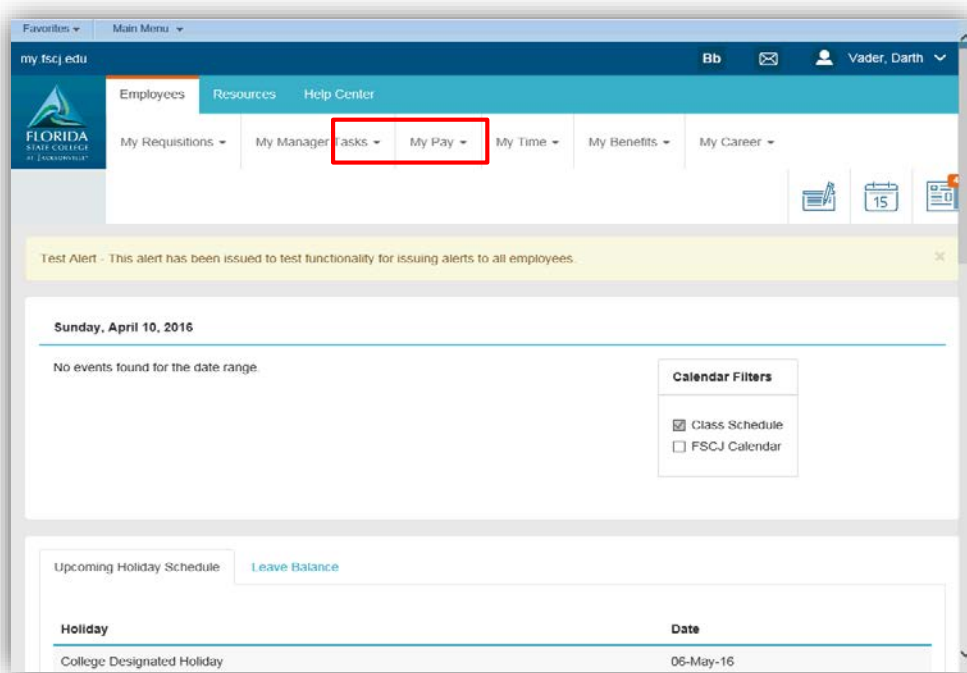 Favorites Main Menu
my.fscj.edu Bb Vader, Darth
Employees Resources Help Center
FLORIDA
STATE COLLEGE
AT JACKSONVILLE
My Requisitions My Manager Tasks My Pay My Time My Benefits My Career
15 4
Test Alert - This alert has been issued to test functionality for issuing alerts to all employees.
Sunday, April 10, 2016
No events found for the date range.
Calendar Filters
Class Schedule
FSCJ Calendar
Upcoming Holiday Schedule Leave Balance
Holiday Date
College Designated Holiday 06-May-16